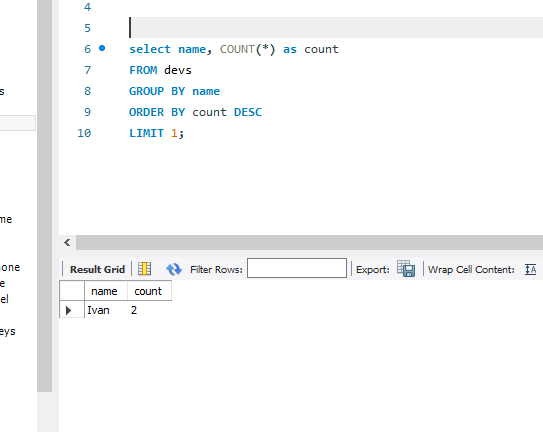 4
5
6 select name, COUNT(*) as count
7 FROM devs
8 GROUP BY name
9 ORDER BY count DESC
10 LIMIT 1;
s
me
one
e
el
eys
Result Grid Filter Rows: Export: Wrap Cell Content: IA
name count
Ivan 2